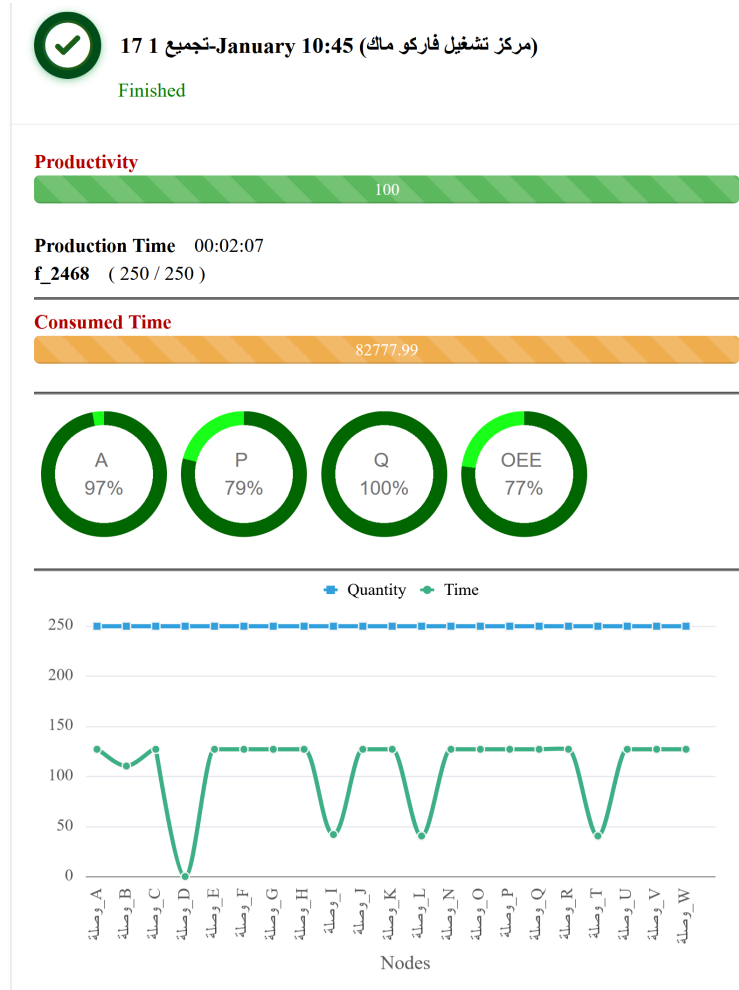 17 تجميع 1-January 10:45 (مركز تشغيل فاركو ماك)
Finished
Productivity
100
Production Time 00:02:07
f_2468 ( 250 / 250 )
Consumed Time
82777.99
A
97%
P
79%
Q
100%
OEE
77%
Quantity Time
250
200
150
100
50
0
وصلة_A
وصلة_B
وصلة_C
وصلة_D
وصلة_E
وصلة_F
وصلة_G
وصلة_H
وصلة_I
وصلة_J
وصلة_K
وصلة_L
وصلة_N
وصلة_O
وصلة_P
وصلة_Q
وصلة_R
وصلة_T
وصلة_U
وصلة_V
وصلة_W
Nodes